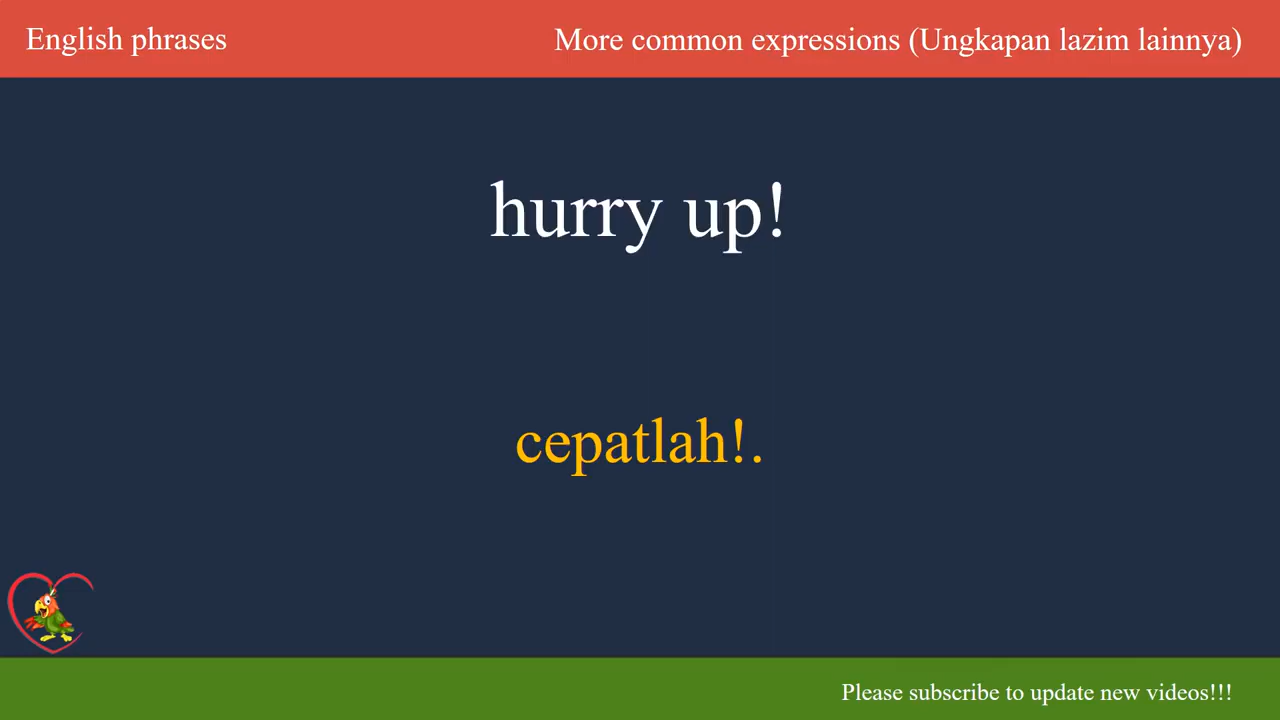 English phrases
More common expressions (Ungkapan lazim lainnya)
hurry up!
cepatlah!.
Please subscribe to update new videos!!!